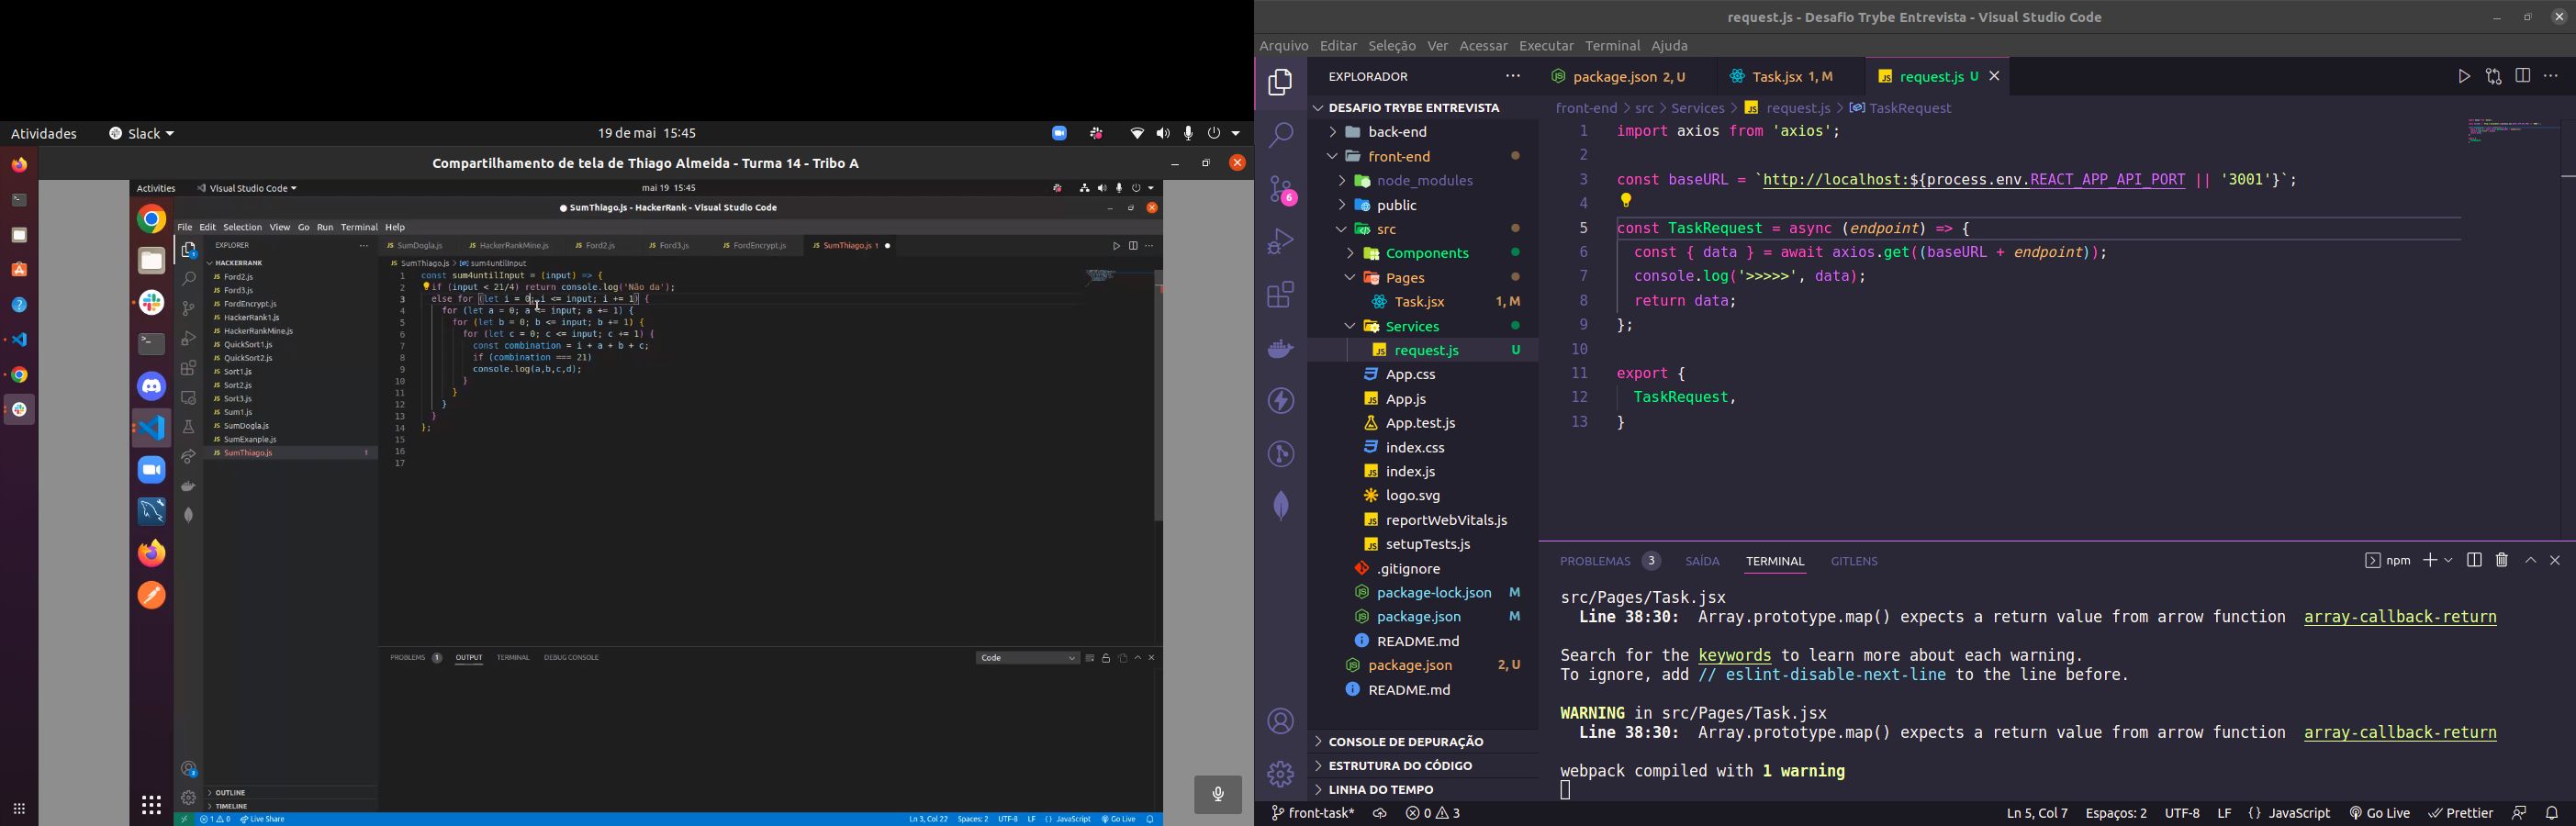 Atividades
Slack
19 de mai 15:45
Compartilhamento de tela de Thiago Almeida - Turma 14 - Tribo A
Activities
Visual Studio Code
mai 19 15:45
● SumThiago.js - HackerRank - Visual Studio Code
File Edit Selection View Go Run Terminal Help
EXPLORER
SumDogla.js
HackerRankMine.js
Ford2.js
Ford3.js
FordEncrypt.js
SumThiago.js 1
HACKERRANK
Ford2.js
Ford3.js
FordEncrypt.js
HackerRank1.js
HackerRankMine.js
QuickSort1.js
QuickSort2.js
Sort1.js
Sort2.js
Sort3.js
Sum1.js
SumDogla.js
SumExanple.js
SumThiago.js 1
OUTLINE
TIMELINE
JS SumThiago.js > sum4untilInput
1 const sum4untilInput = (input) => {
2 if (input < 21/4) return console.log('Não da');
3 else for (let i = 0; i <= input; i += 1) {
4 for (let a = 0; a <= input; a += 1) {
5 for (let b = 0; b <= input; b += 1) {
6 for (let c = 0; c <= input; c += 1) {
7 const combination = i + a + b + c;
8 if (combination === 21)
9 console.log(a,b,c,d);
10 }
11 }
12 }
13 }
14 };
15
16
17
PROBLEMS 1 OUTPUT TERMINAL DEBUG CONSOLE
Code
1 0 Live Share
Ln 3, Col 22 Spaces: 2 UTF-8 LF JavaScript Go Live
request.js - Desafio Trybe Entrevista - Visual Studio Code
Arquivo Editar Seleção Ver Acessar Executar Terminal Ajuda
EXPLORADOR
package.json 2, U
Task.jsx 1, M
JS request.js U
DESAFIO TRYBE ENTREVISTA
back-end
front-end
node_modules
public
src
Components
Pages
Task.jsx 1, M
Services
JS request.js U
App.css
JS App.js
App.test.js
index.css
JS index.js
logo.svg
JS reportWebVitals.js
JS setupTests.js
.gitignore
package-lock.json M
package.json M
README.md
package.json 2, U
README.md
CONSOLE DE DEPURAÇÃO
ESTRUTURA DO CÓDIGO
LINHA DO TEMPO
6
front-end > src > Services > JS request.js > TaskRequest
1 import axios from 'axios';
2
3 const baseURL = `http://localhost:${process.env.REACT_APP_API_PORT || '3001'}`;
4
5 const TaskRequest = async (endpoint) => {
6 const { data } = await axios.get((baseURL + endpoint));
7 console.log('>>>>>', data);
8 return data;
9 };
10
11 export {
12 TaskRequest,
13 }
PROBLEMAS 3 SAÍDA TERMINAL GITLENS
npm
src/Pages/Task.jsx
Line 38:30: Array.prototype.map() expects a return value from arrow function array-callback-return
Search for the keywords to learn more about each warning.
To ignore, add // eslint-disable-next-line to the line before.
WARNING in src/Pages/Task.jsx
Line 38:30: Array.prototype.map() expects a return value from arrow function array-callback-return
webpack compiled with 1 warning
front-task* 0 3
Ln 5, Col 7 Espaços: 2 UTF-8 LF {} JavaScript Go Live Prettier